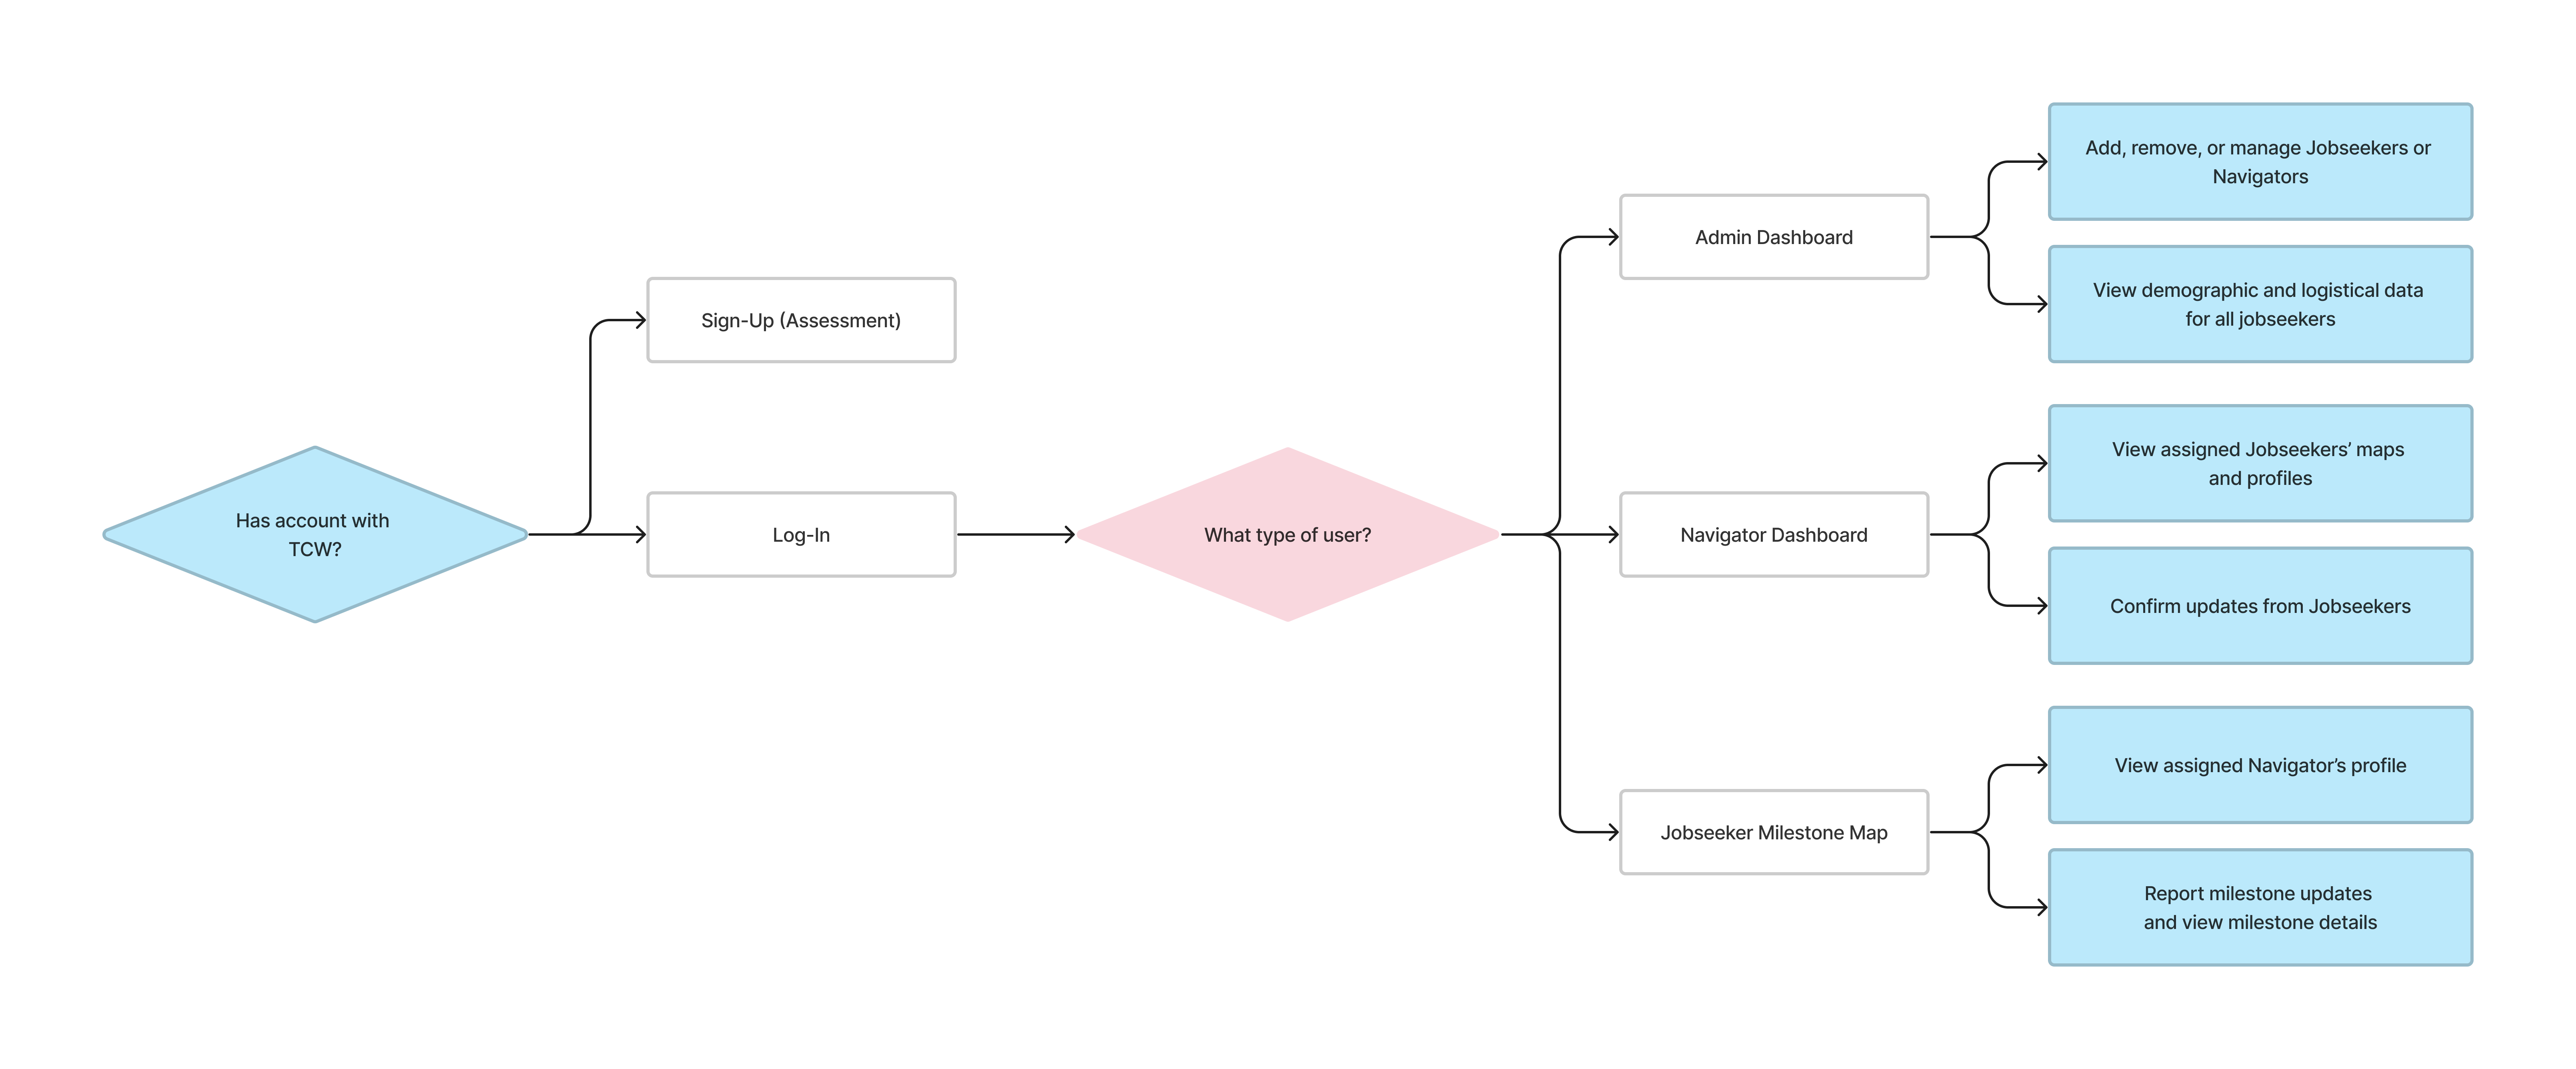 Has account with
TCW?
Sign-Up (Assessment)
Log-In
What type of user?
Admin Dashboard
Navigator Dashboard
Jobseeker Milestone Map
Add, remove, or manage Jobseekers or
Navigators
View demographic and logistical data
for all jobseekers
View assigned Jobseekers’ maps
and profiles
Confirm updates from Jobseekers
View assigned Navigator’s profile
Report milestone updates
and view milestone details